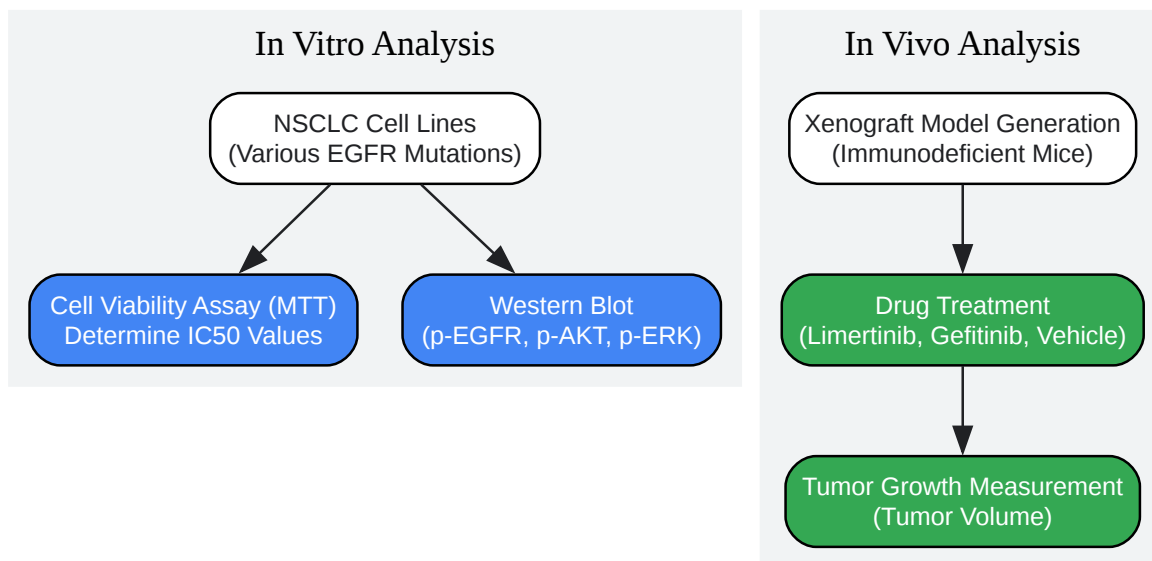 In Vitro Analysis
NSCLC Cell Lines
(Various EGFR Mutations)
Cell Viability Assay (MTT)
Determine IC50 Values
Western Blot
(p-EGFR, p-AKT, p-ERK)
In Vivo Analysis
Xenograft Model Generation
(Immunodeficient Mice)
Drug Treatment
(Limertinib, Gefitinib, Vehicle)
Tumor Growth Measurement
(Tumor Volume)